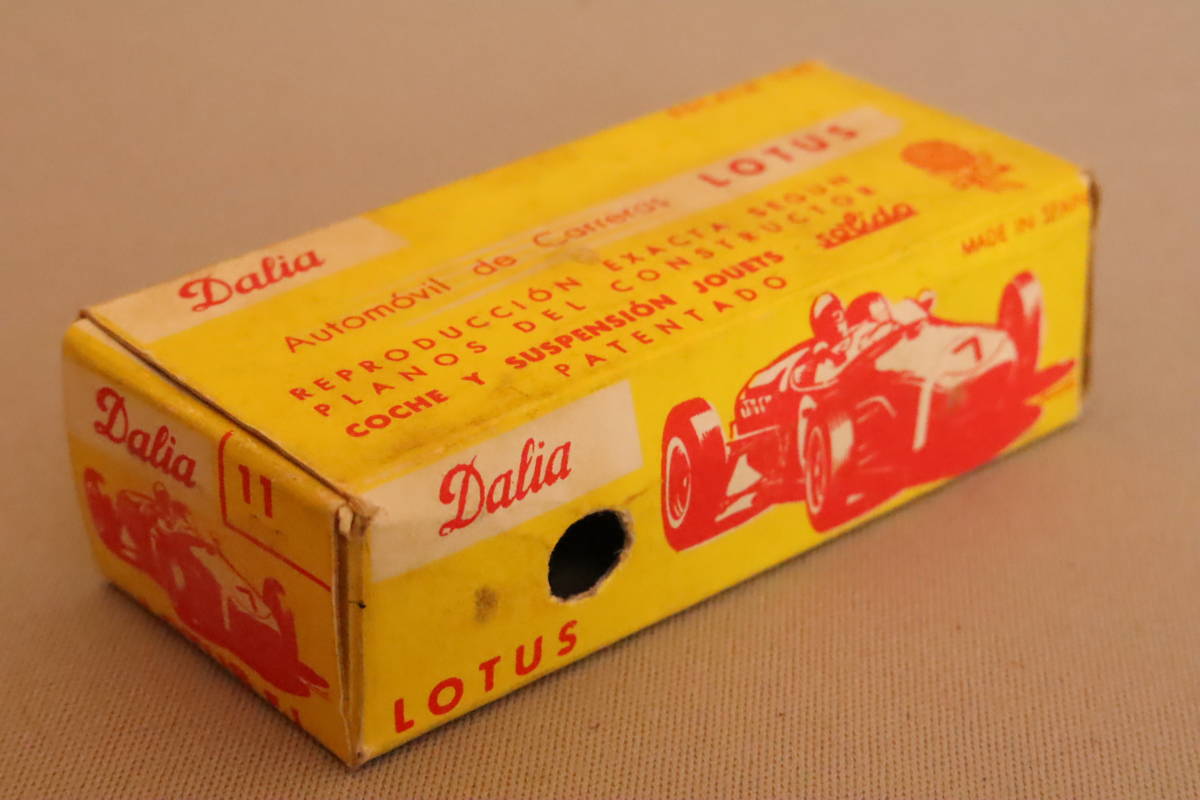 Dalia
Automóvil de Carreras LOTUS
REPRODUCCIÓN EXACTA SEGUN
PLANOS DEL CONSTRUCTOR
COCHE Y SUSPENSIÓN JOUETS solido
PATENTADO
MADE IN SPAIN
Dalia
7
LOTUS
Dalia
11